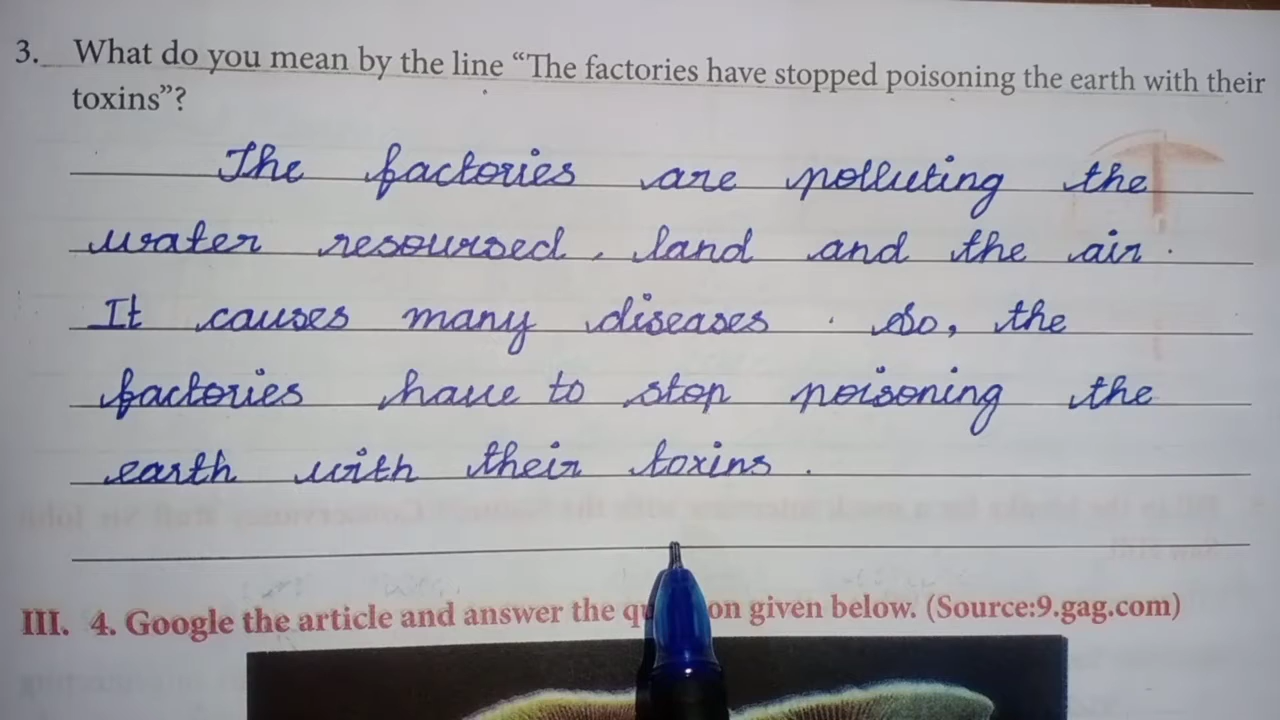 3. What do you mean by the line “The factories have stopped poisoning the earth with their
toxins”?
The factories are polluting the
water resoursed, land and the air.
It causes many diseases. So, the
factories have to stop poisoning the
earth with their toxins.
III. 4. Google the article and answer the qu on given below. (Source:9.gag.com)